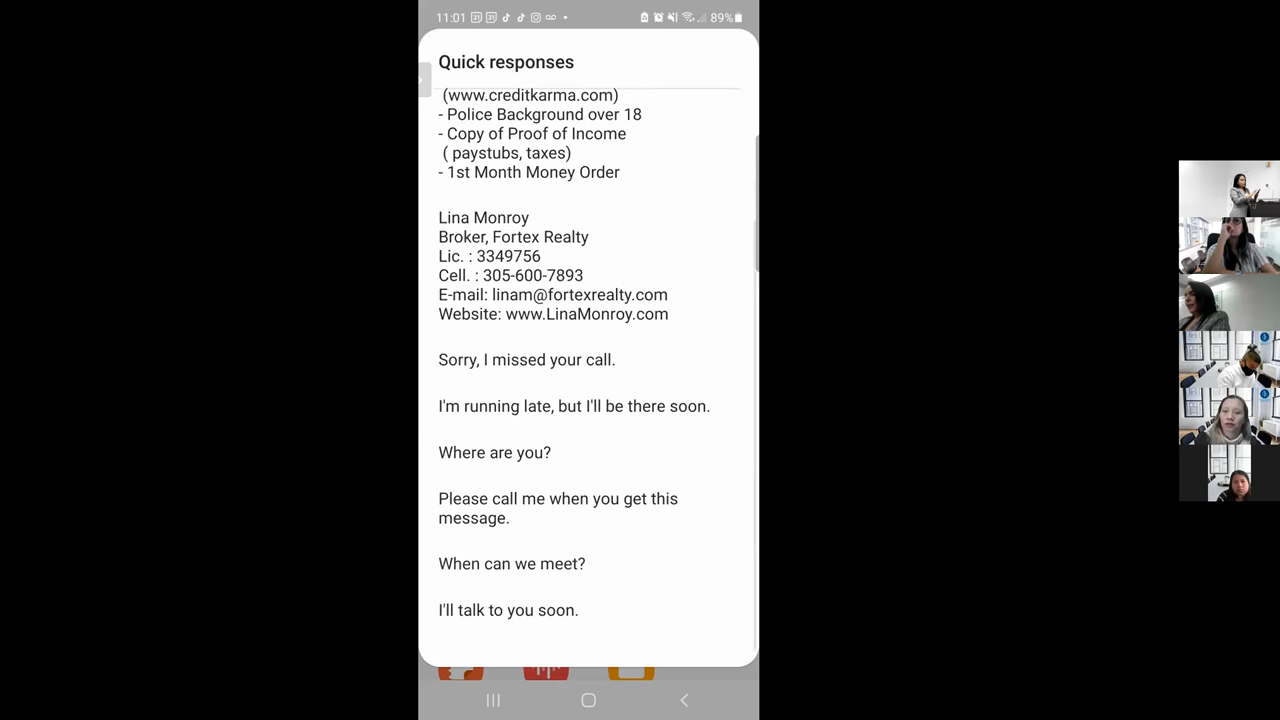 11:01
89%
Quick responses
(www.creditkarma.com)
- Police Background over 18
- Copy of Proof of Income
( paystubs, taxes)
- 1st Month Money Order
Lina Monroy
Broker, Fortex Realty
Lic. : 3349756
Cell. : 305-600-7893
E-mail: linam@fortexrealty.com
Website: www.LinaMonroy.com
Sorry, I missed your call.
I'm running late, but I'll be there soon.
Where are you?
Please call me when you get this
message.
When can we meet?
I'll talk to you soon.